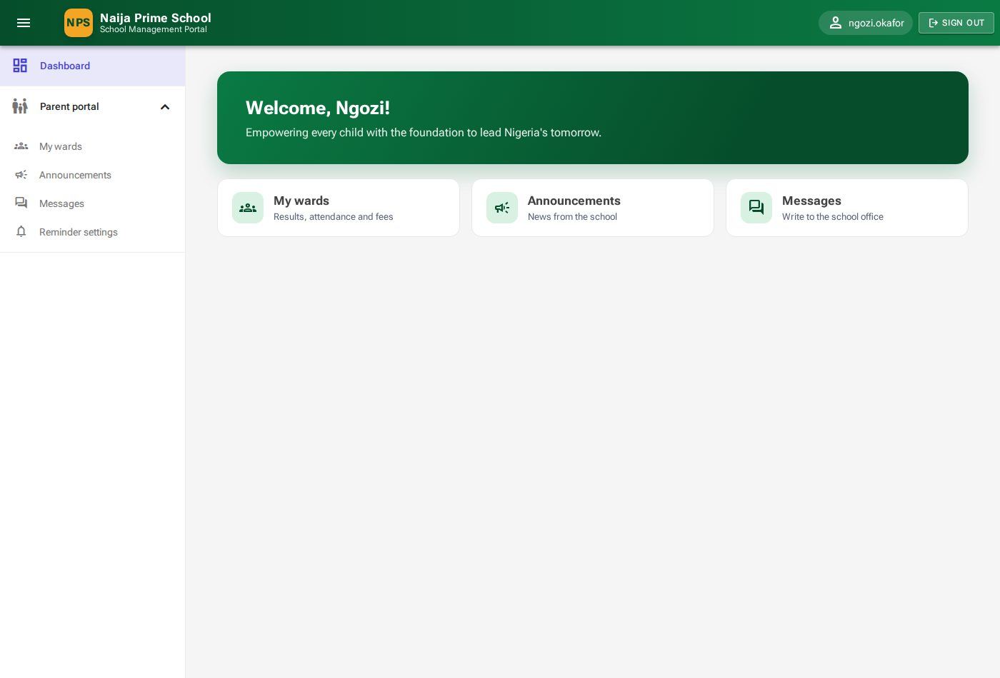 NPS
Naija Prime School
School Management Portal
ngozi.okafor
SIGN OUT
Dashboard
Parent portal
My wards
Announcements
Messages
Reminder settings
Welcome, Ngozi!
Empowering every child with the foundation to lead Nigeria's tomorrow.
My wards
Results, attendance and fees
Announcements
News from the school
Messages
Write to the school office